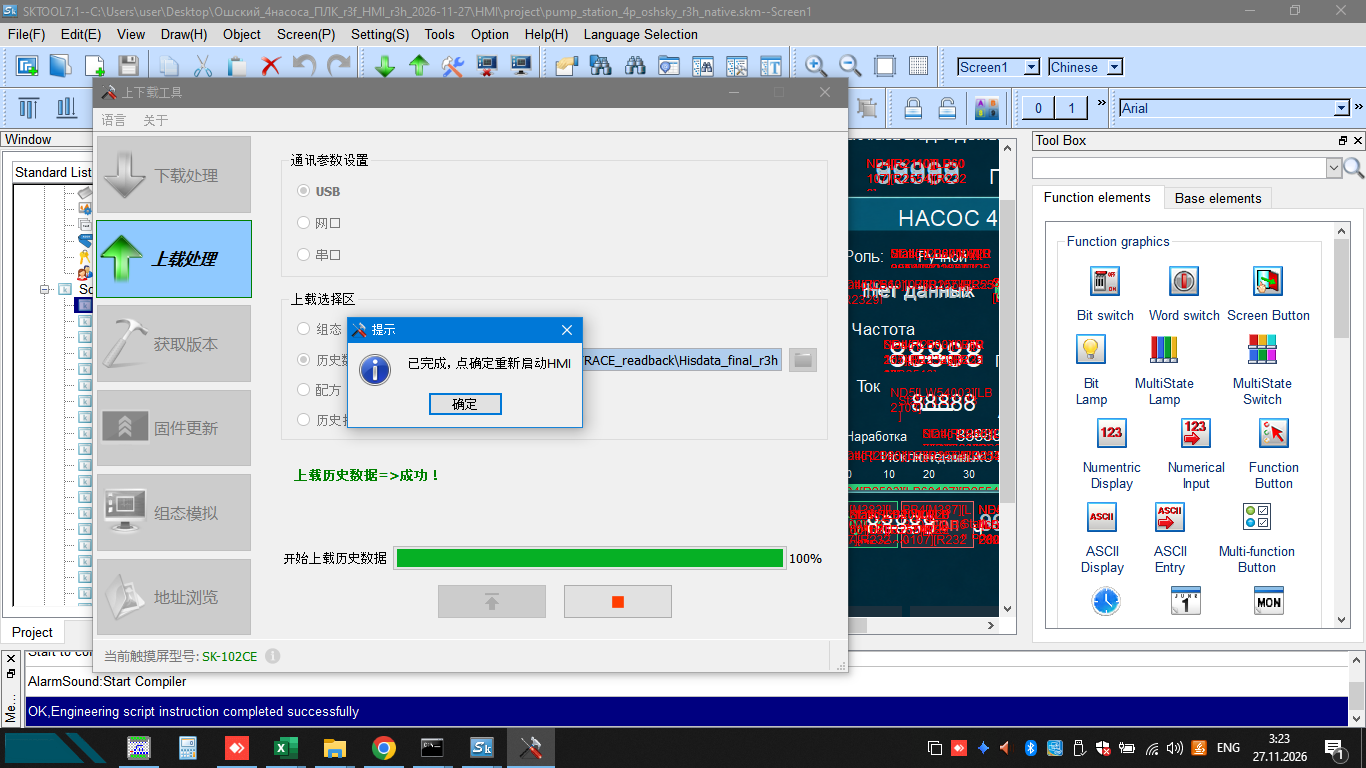 SKTOOL7.1--C:\Users\user\Desktop\Ошский_4насоса_ПЛК_r3f_HMI_r3h_2026-11-27\HMI\project\pump_station_4p_oshsky_r3h_native.skm--Screen1
File(F) Edit(E) View Draw(H) Object Screen(P) Setting(S) Tools Option Help(H) Language Selection
Screen1 Chinese
0 1 » Arial »
上下载工具
语言 关于
Window
Standard List
Project
下载处理
上载处理
获取版本
固件更新
组态模拟
地址浏览
通讯参数设置
USB
网口
串口
上载选择区
组态
历史数
RACE_readback\Hisdata_final_r3h
配方
提示
已完成, 点确定重新启动HMI
确定
上载历史数据=>成功！
开始上载历史数据 100%
当前触摸屏型号: SK-102CE
НАСОС 4
Роль: Ручной
Нет данных
Частота
Ток
88888
Наработка
0 10 20 30
Tool Box
Function elements Base elements
Function graphics
Bit switch Word switch Screen Button
Bit Lamp
MultiState Lamp
MultiState Switch
Numentric Display
Numerical Input
Function Button
ASCII Display
ASCII Entry
Multi-function Button
JUNE 1 MON
Me...
AlarmSound:Start Compiler
OK,Engineering script instruction completed successfully
ENG
3:23
27.11.2026
1